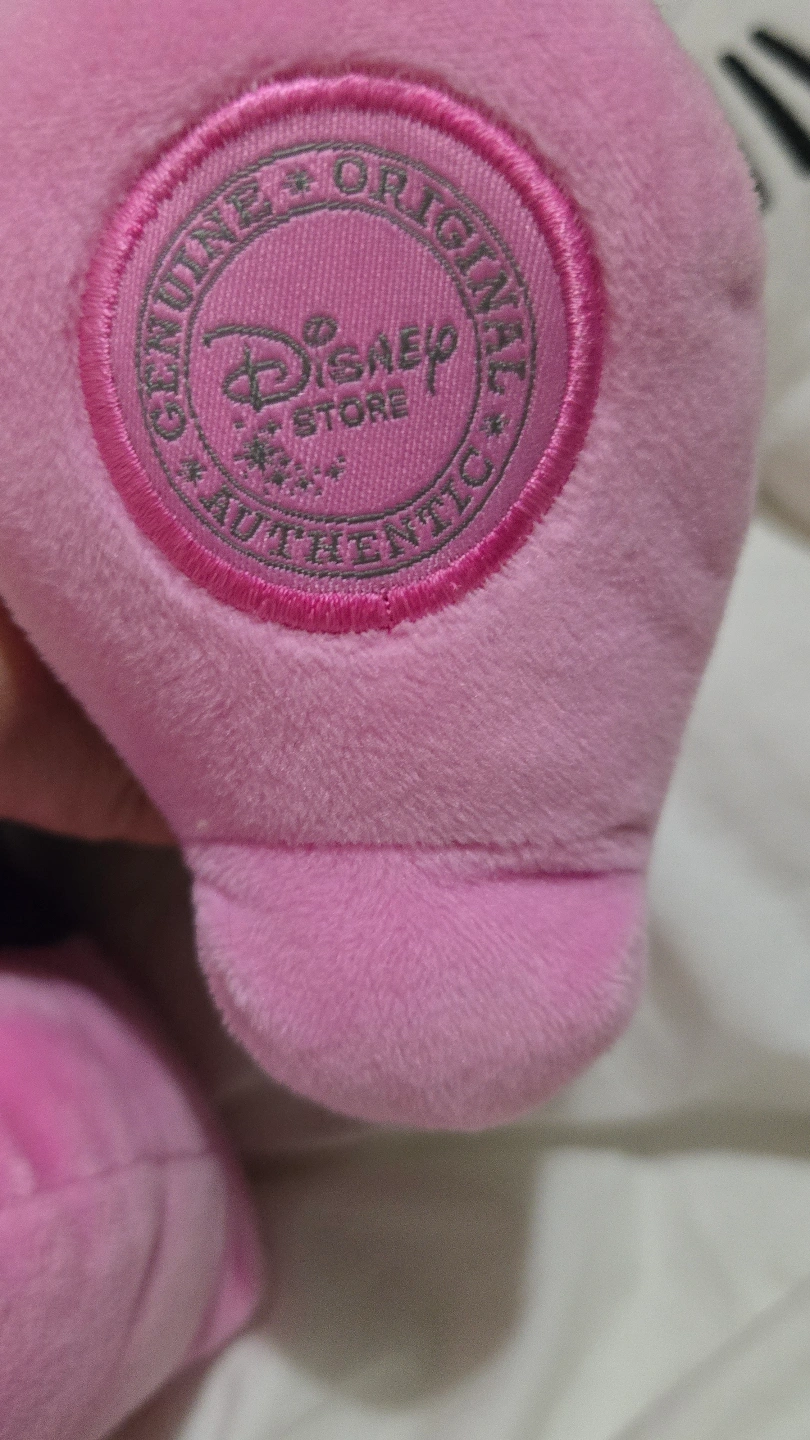 GENUINE * ORIGINAL
DisNEY
STORE
* AUTHENTIC *